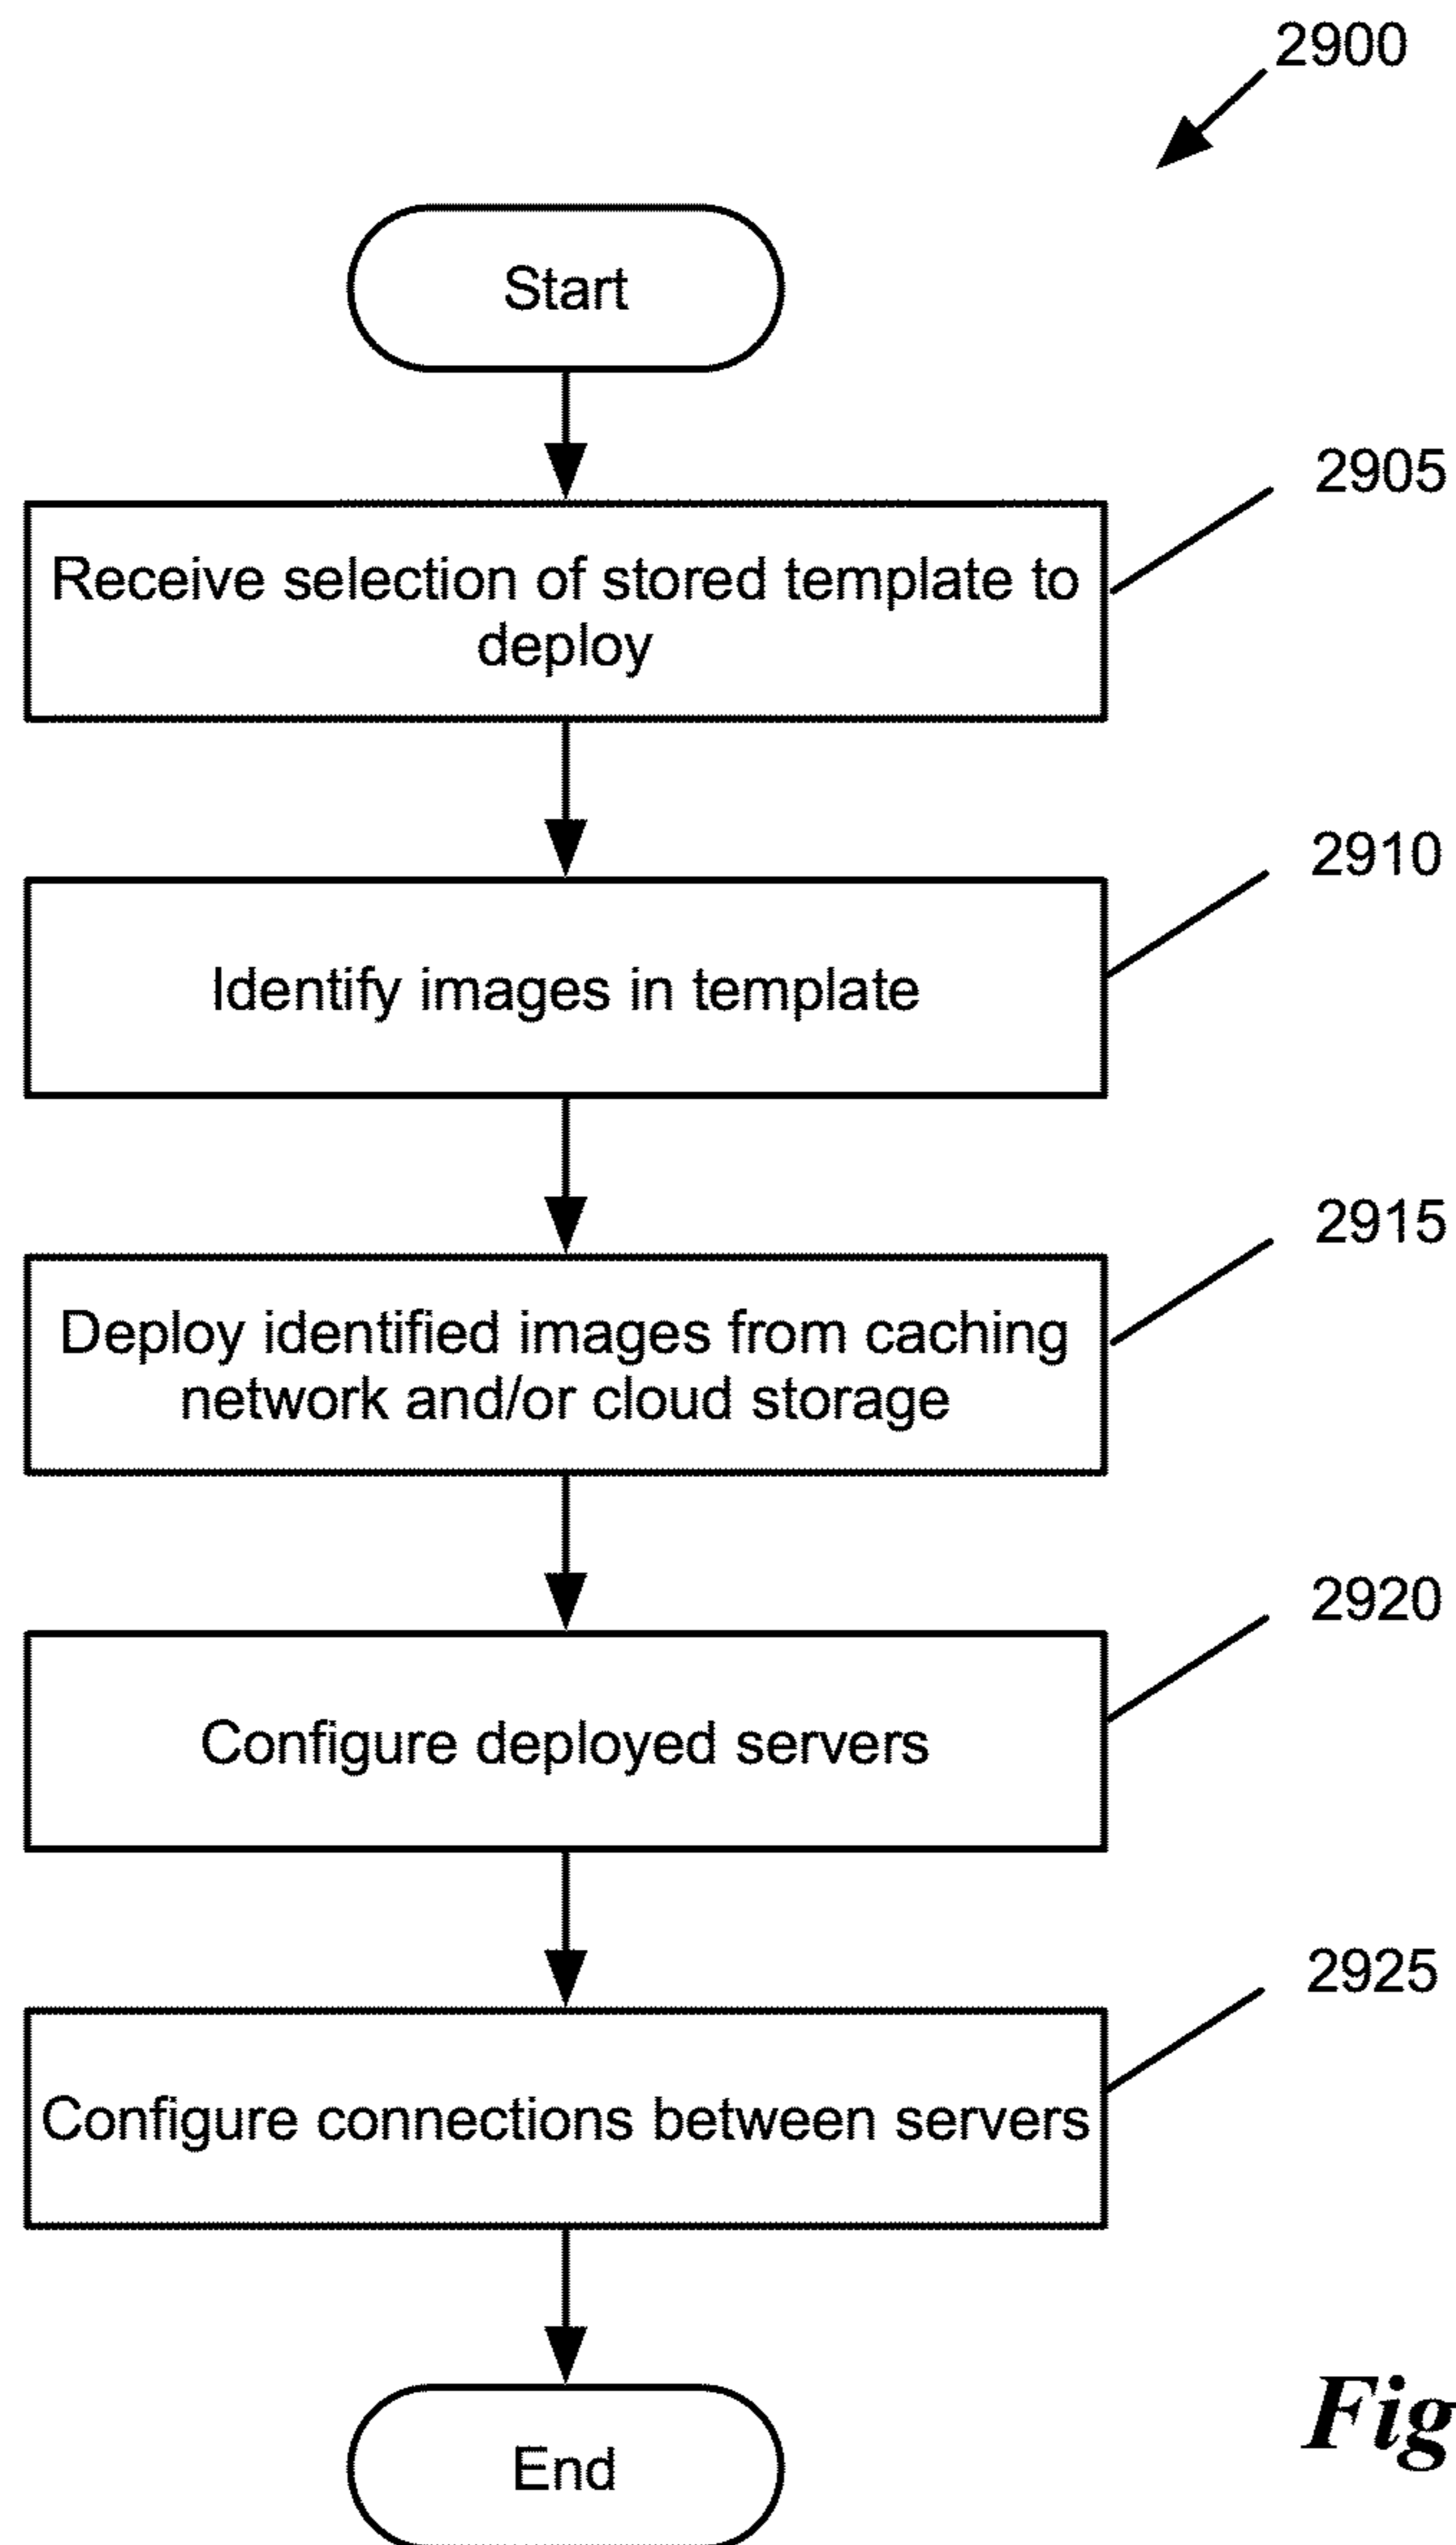 2900
Start
2905
Receive selection of stored template to
deploy
2910
Identify images in template
2915
Deploy identified images from caching
network and/or cloud storage
2920
Configure deployed servers
2925
Configure connections between servers
End
Fig